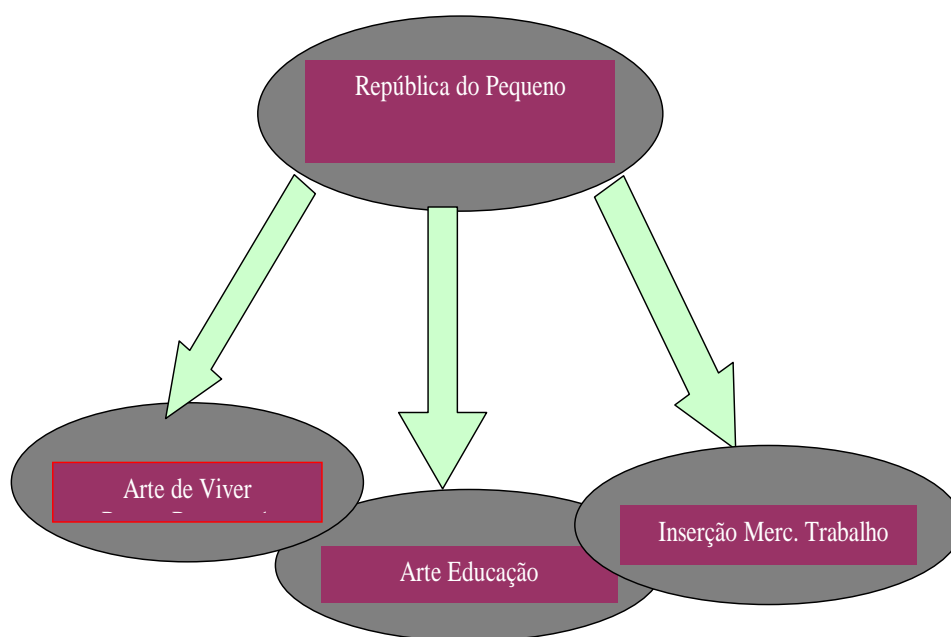 República do Pequeno
Arte de Viver
Arte Educação
Inserção Merc. Trabalho